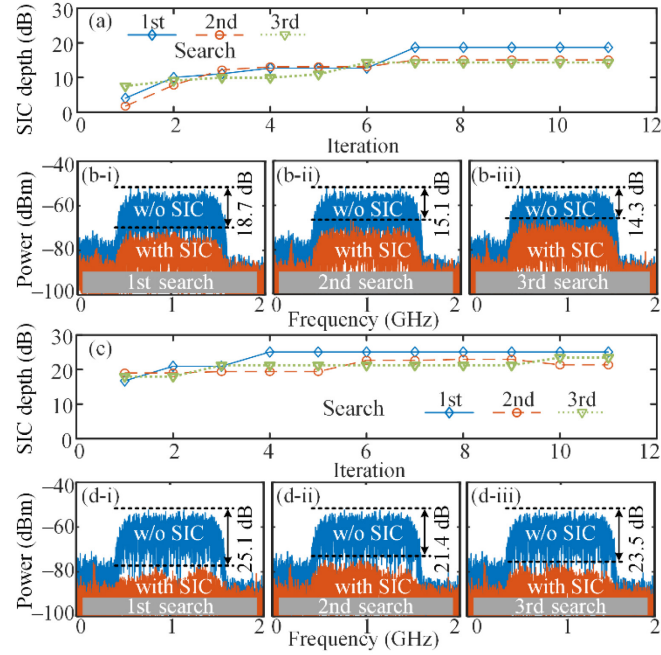 (a) 1st 2nd 3rd
Search
SIC depth (dB)
30
20
10
0
0 2 4 6 8 10 12
Iteration
Power (dBm)
−40
−60
−80
−100
(b-i) w/o SIC 18.7 dB with SIC 1st search
(b-ii) w/o SIC 15.1 dB with SIC 2nd search
(b-iii) w/o SIC 14.3 dB with SIC 3rd search
0 1 2 0 1 2 0 1 2
Frequency (GHz)
(c)
SIC depth (dB)
30
20
10
0
Search 1st 2nd 3rd
0 2 4 6 8 10 12
Iteration
Power (dBm)
−40
−60
−80
−100
(d-i) w/o SIC 25.1 dB with SIC 1st search
(d-ii) w/o SIC 21.4 dB with SIC 2nd search
(d-iii) w/o SIC 23.5 dB with SIC 3rd search
0 1 2 0 1 2 0 1 2
Frequency (GHz)